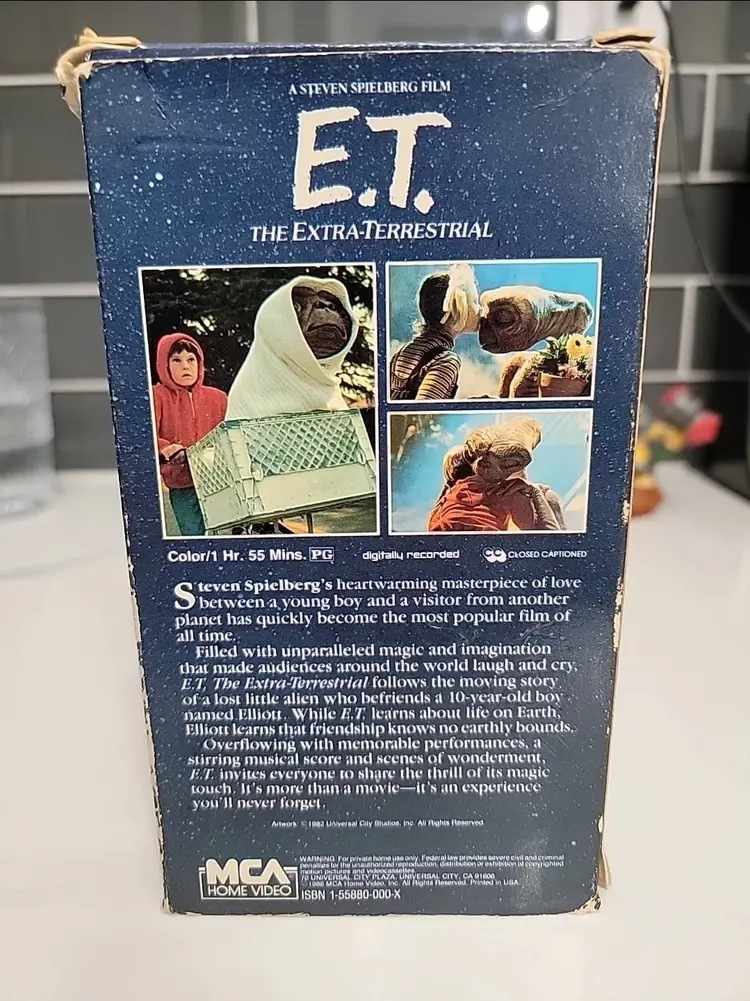 A STEVEN SPIELBERG FILM
E.T.
THE EXTRA-TERRESTRIAL
Color/1 Hr. 55 Mins. PG digitally recorded CC CLOSED CAPTIONED
Steven Spielberg's heartwarming masterpiece of love
between a young boy and a visitor from another
planet has quickly become the most popular film of
all time.
Filled with unparalleled magic and imagination
that made audiences around the world laugh and cry,
E.T. The Extra-Terrestrial follows the moving story
of a lost little alien who befriends a 10-year-old boy
named Elliott. While E.T. learns about life on Earth,
Elliott learns that friendship knows no earthly bounds.
Overflowing with memorable performances, a
stirring musical score and scenes of wonderment,
E.T. invites everyone to share the thrill of its magic
touch. It's more than a movie—it's an experience
you'll never forget.
Artwork: © 1982 Universal City Studios, Inc. All Rights Reserved.
MCA
HOME VIDEO
WARNING: For private home use only. Federal law provides severe civil and criminal
penalties for the unauthorized reproduction, distribution or exhibition of copyrighted
motion pictures and videocassettes.
70 UNIVERSAL CITY PLAZA, UNIVERSAL CITY, CA 91608
© 1988 MCA Home Video, Inc. All Rights Reserved. Printed in USA.
ISBN 1-55880-000-X